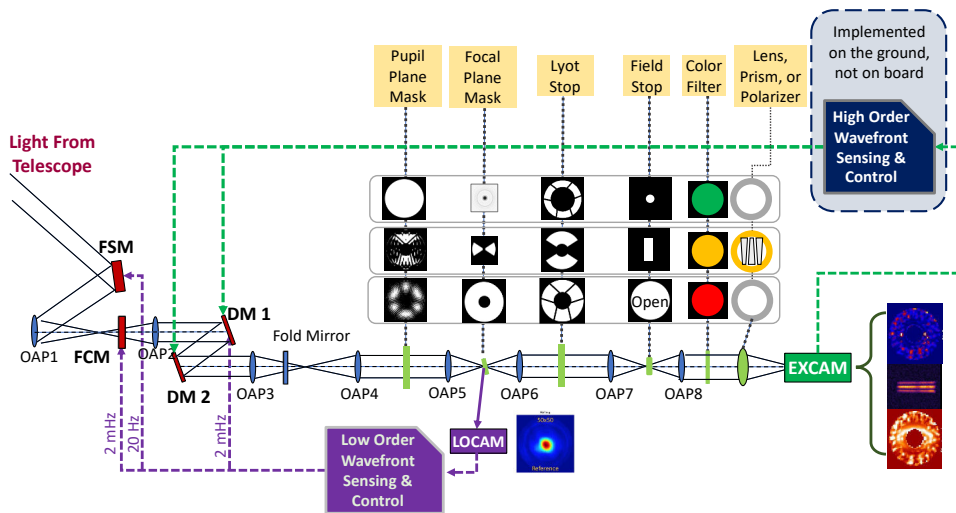 Pupil
Plane
Mask
Focal
Plane
Mask
Lyot
Stop
Field
Stop
Color
Filter
Lens,
Prism, or
Polarizer
Implemented
on the ground,
not on board
High Order
Wavefront
Sensing &
Control
Light From
Telescope
FSM
OAP1
FCM
OAP2
DM 1
DM 2
Fold Mirror
OAP3
OAP4
OAP5
OAP6
OAP7
OAP8
Open
EXCAM
2 mHz
20 Hz
2 mHz
Low Order
Wavefront
Sensing &
Control
LOCAM
50x50
Reference